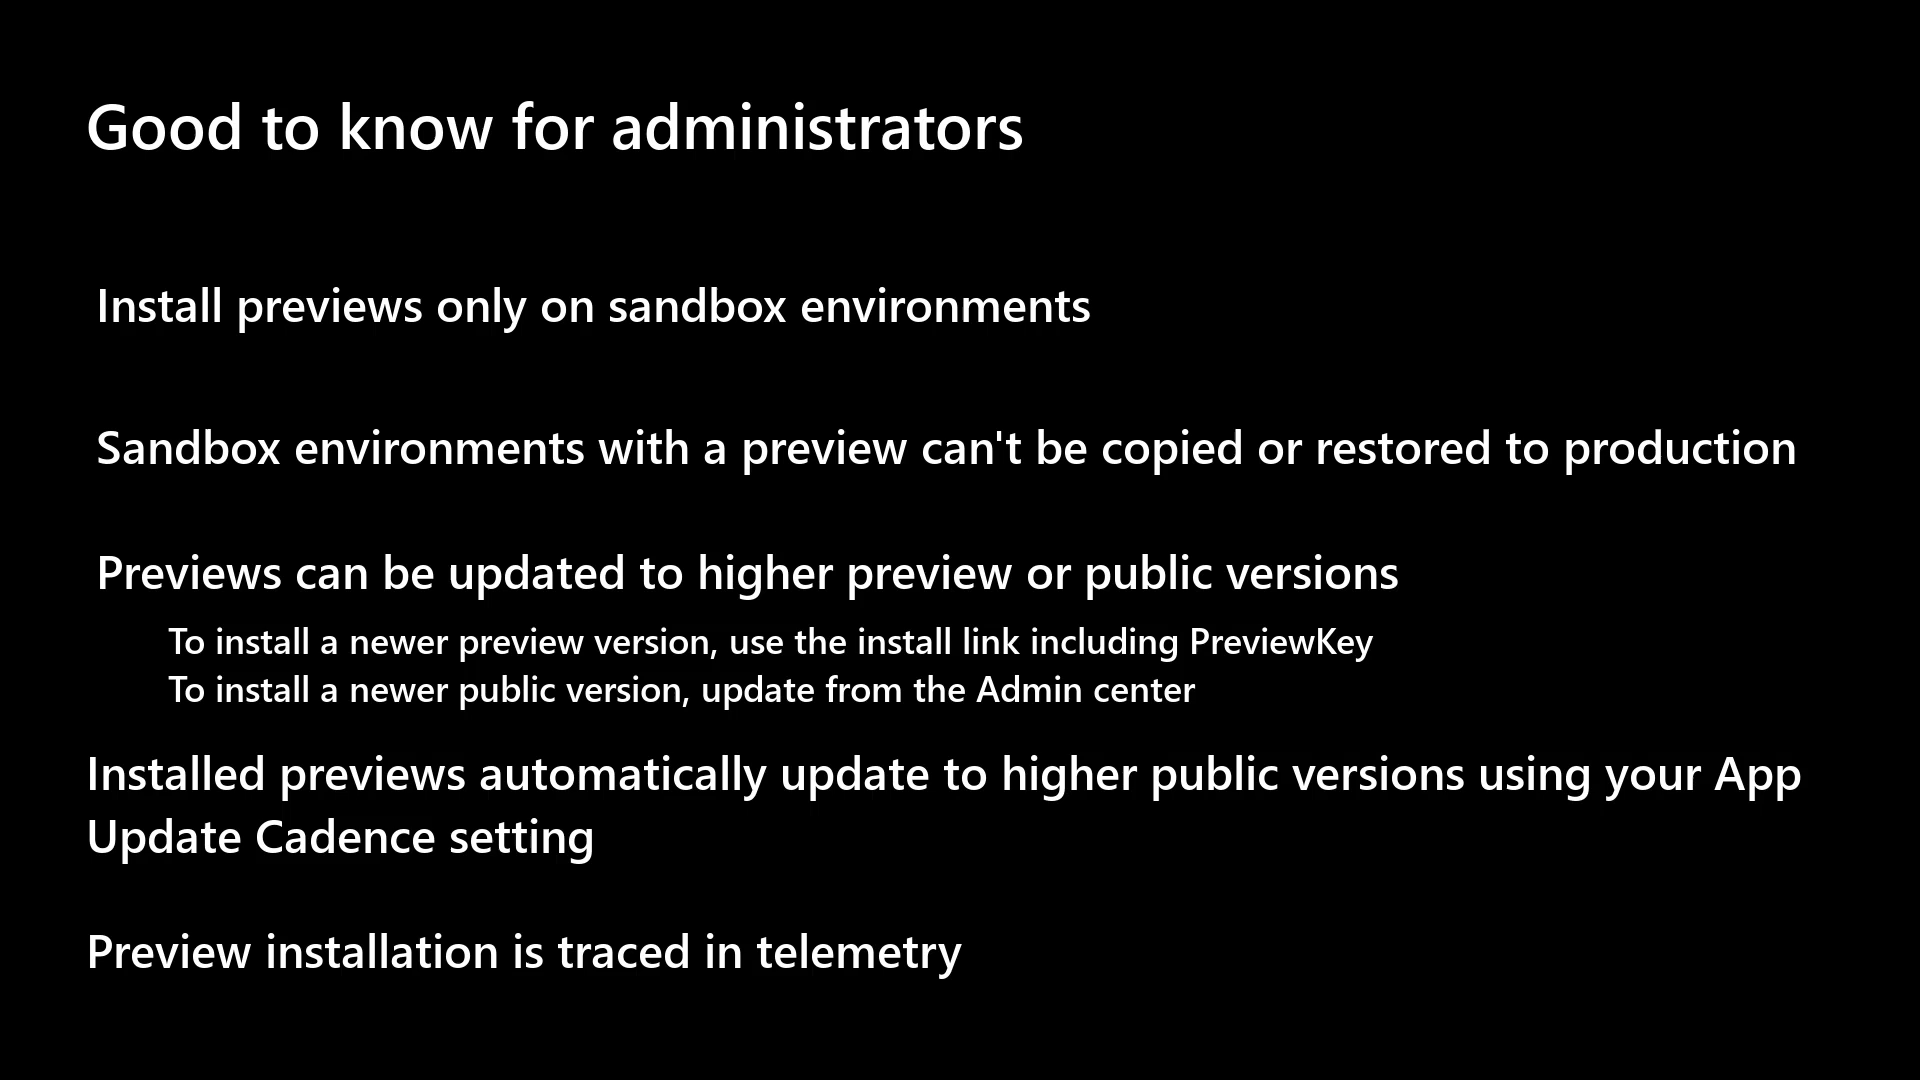 Good to know for administrators
Install previews only on sandbox environments
Sandbox environments with a preview can't be copied or restored to production
Previews can be updated to higher preview or public versions
To install a newer preview version, use the install link including PreviewKey
To install a newer public version, update from the Admin center
Installed previews automatically update to higher public versions using your App
Update Cadence setting
Preview installation is traced in telemetry